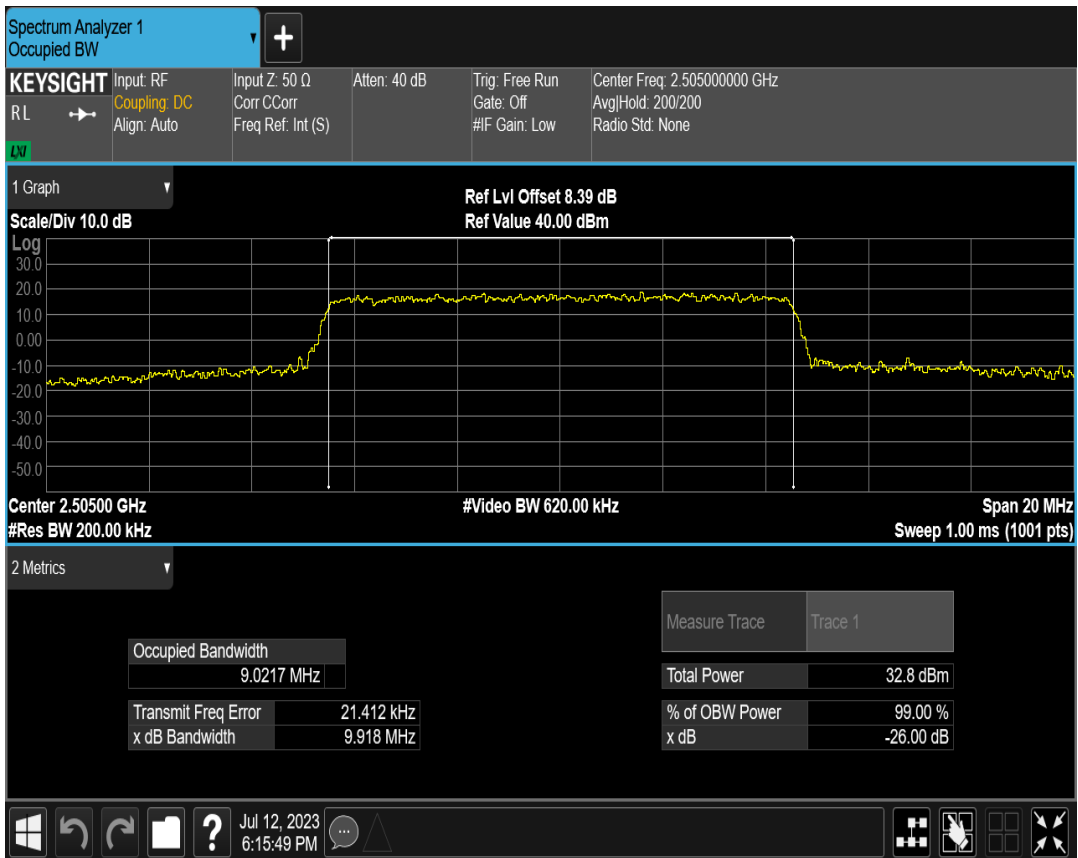 Spectrum Analyzer 1
Occupied BW
+
KEYSIGHT
RL
LXI
Input: RF
Coupling: DC
Align: Auto
Input Z: 50 Ω
Corr CCorr
Freq Ref: Int (S)
Atten: 40 dB
Trig: Free Run
Gate: Off
#IF Gain: Low
Center Freq: 2.505000000 GHz
Avg|Hold: 200/200
Radio Std: None
1 Graph
Ref Lvl Offset 8.39 dB
Scale/Div 10.0 dB
Ref Value 40.00 dBm
Log
30.0
20.0
10.0
0.00
-10.0
-20.0
-30.0
-40.0
-50.0
Center 2.50500 GHz
#Video BW 620.00 kHz
Span 20 MHz
#Res BW 200.00 kHz
Sweep 1.00 ms (1001 pts)
2 Metrics
Measure Trace Trace 1
Occupied Bandwidth
9.0217 MHz
Total Power 32.8 dBm
Transmit Freq Error 21.412 kHz
% of OBW Power 99.00 %
x dB Bandwidth 9.918 MHz
x dB -26.00 dB
?
Jul 12, 2023
6:15:49 PM